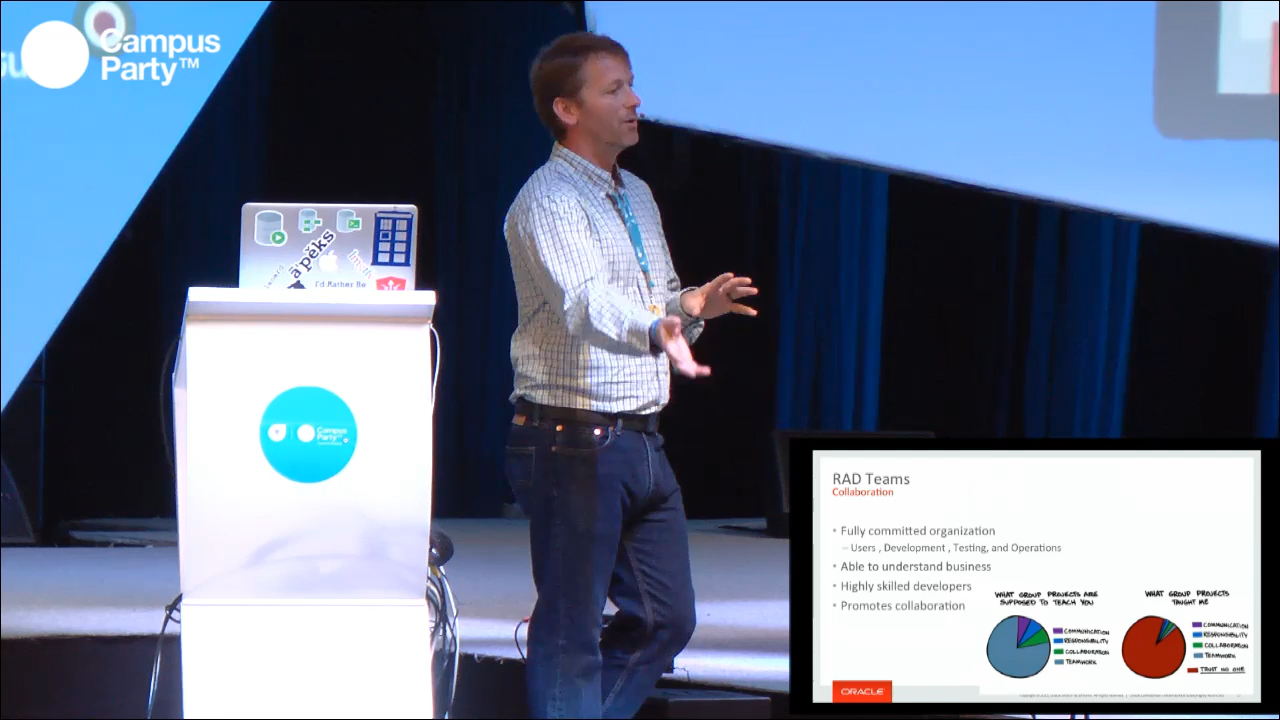 Campus
Party™
apeks
I'd Rather Be
Campus
Party™
RAD Teams
Collaboration
• Fully committed organization
– Users , Development , Testing, and Operations
• Able to understand business
• Highly skilled developers
• Promotes collaboration
WHAT GROUP PROJECTS ARE
SUPPOSED TO TEACH YOU
COMMUNICATION
RESPONSIBILITY
COLLABORATION
TEAMWORK
WHAT GROUP PROJECTS
TAUGHT ME
COMMUNICATION
RESPONSIBILITY
COLLABORATION
TEAMWORK
TRUST NO ONE
ORACLE